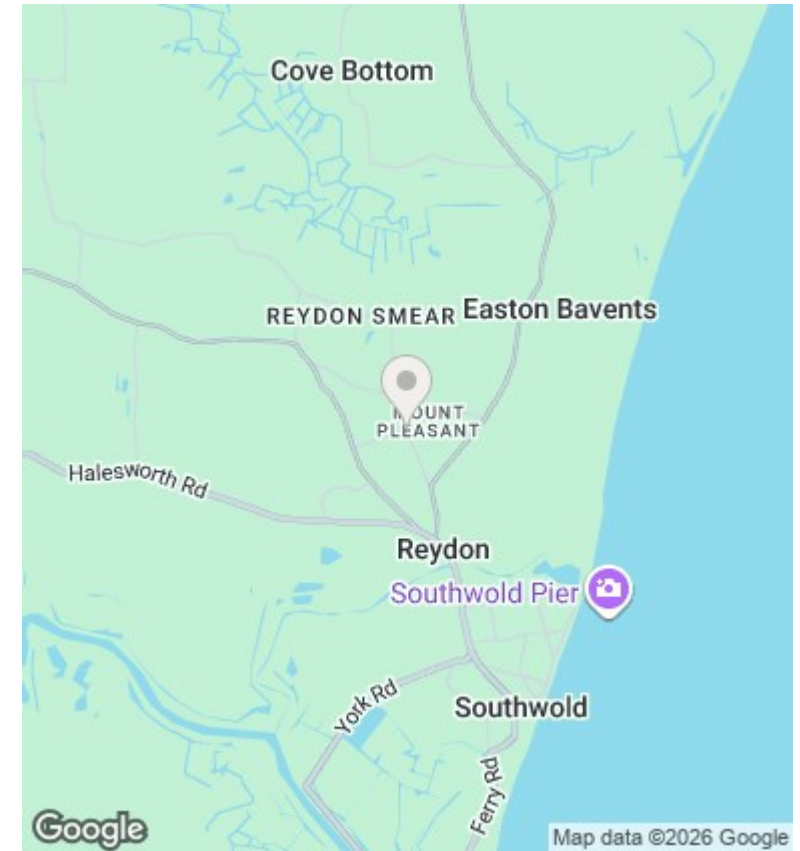 Cove Bottom
REYDON SMEAR
Easton Bavents
MOUNT
PLEASANT
Halesworth Rd
Reydon
Southwold Pier
York Rd
Southwold
Ferry Rd
Google
Map data ©2026 Google